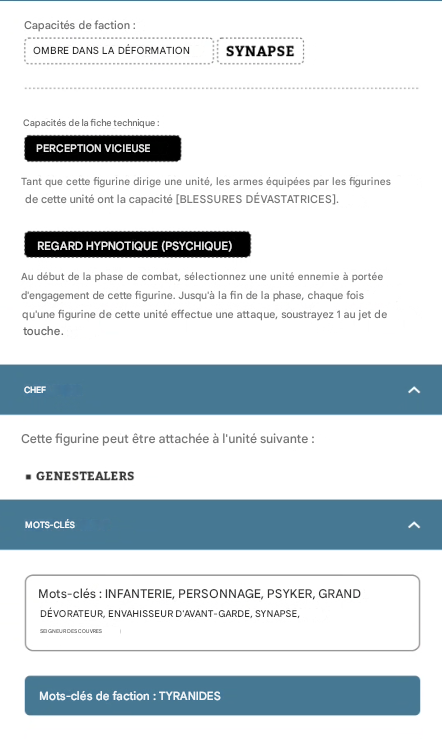 Capacités de faction :
OMBRE DANS LA DÉFORMATION SYNAPSE
Capacités de la fiche technique :
PERCEPTION VICIEUSE
Tant que cette figurine dirige une unité, les armes équipées par les figurines
de cette unité ont la capacité [BLESSURES DÉVASTATRICES].
REGARD HYPNOTIQUE (PSYCHIQUE)
Au début de la phase de combat, sélectionnez une unité ennemie à portée
d'engagement de cette figurine. Jusqu'à la fin de la phase, chaque fois
qu'une figurine de cette unité effectue une attaque, soustrayez 1 au jet de
touche.
CHEF
Cette figurine peut être attachée à l'unité suivante :
▪ GENESTEALERS
MOTS-CLÉS
Mots-clés : INFANTERIE, PERSONNAGE, PSYKER, GRAND
DÉVORATEUR, ENVAHISSEUR D'AVANT-GARDE, SYNAPSE,
SEIGNEUR DES COUVRES
Mots-clés de faction : TYRANIDES